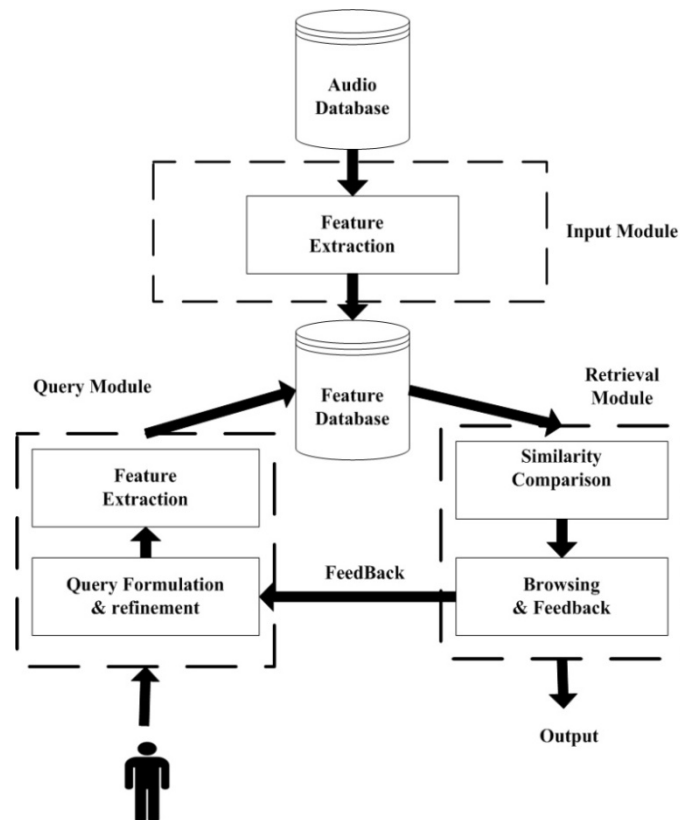 Audio
Database
Feature
Extraction
Input Module
Query Module
Feature
Database
Retrieval
Module
Feature
Extraction
Similarity
Comparison
Query Formulation
& refinement
FeedBack
Browsing
& Feedback
Output